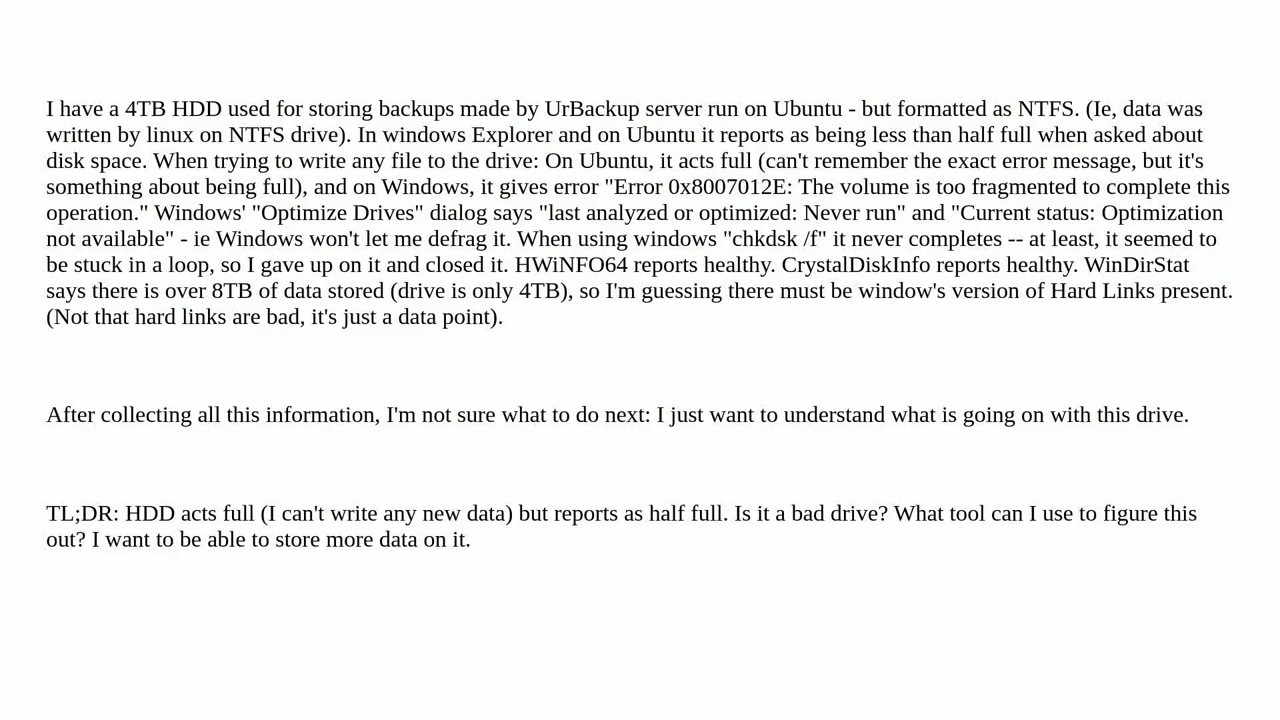 I have a 4TB HDD used for storing backups made by UrBackup server run on Ubuntu - but formatted as NTFS. (Ie, data was
written by linux on NTFS drive). In windows Explorer and on Ubuntu it reports as being less than half full when asked about
disk space. When trying to write any file to the drive: On Ubuntu, it acts full (can't remember the exact error message, but it's
something about being full), and on Windows, it gives error "Error 0x8007012E: The volume is too fragmented to complete this
operation." Windows' "Optimize Drives" dialog says "last analyzed or optimized: Never run" and "Current status: Optimization
not available" - ie Windows won't let me defrag it. When using windows "chkdsk /f" it never completes -- at least, it seemed to
be stuck in a loop, so I gave up on it and closed it. HWiNFO64 reports healthy. CrystalDiskInfo reports healthy. WinDirStat
says there is over 8TB of data stored (drive is only 4TB), so I'm guessing there must be window's version of Hard Links present.
(Not that hard links are bad, it's just a data point).
After collecting all this information, I'm not sure what to do next: I just want to understand what is going on with this drive.
TL;DR: HDD acts full (I can't write any new data) but reports as half full. Is it a bad drive? What tool can I use to figure this
out? I want to be able to store more data on it.